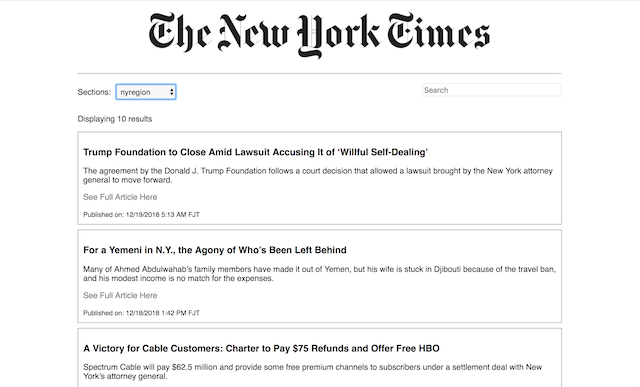 The New York Times
Sections: nyregion
Search
Displaying 10 results
Trump Foundation to Close Amid Lawsuit Accusing It of ‘Willful Self-Dealing’
The agreement by the Donald J. Trump Foundation follows a court decision that allowed a lawsuit brought by the New York attorney
general to move forward.
See Full Article Here
Published on: 12/19/2018 5:13 AM FJT
For a Yemeni in N.Y., the Agony of Who’s Been Left Behind
Many of Ahmed Abdulwahab’s family members have made it out of Yemen, but his wife is stuck in Djibouti because of the travel ban,
and his modest income is no match for the expenses.
See Full Article Here
Published on: 12/18/2018 1:42 PM FJT
A Victory for Cable Customers: Charter to Pay $75 Refunds and Offer Free HBO
Spectrum Cable will pay $62.5 million and provide some free premium channels to subscribers under a settlement deal with New
York’s attorney general.